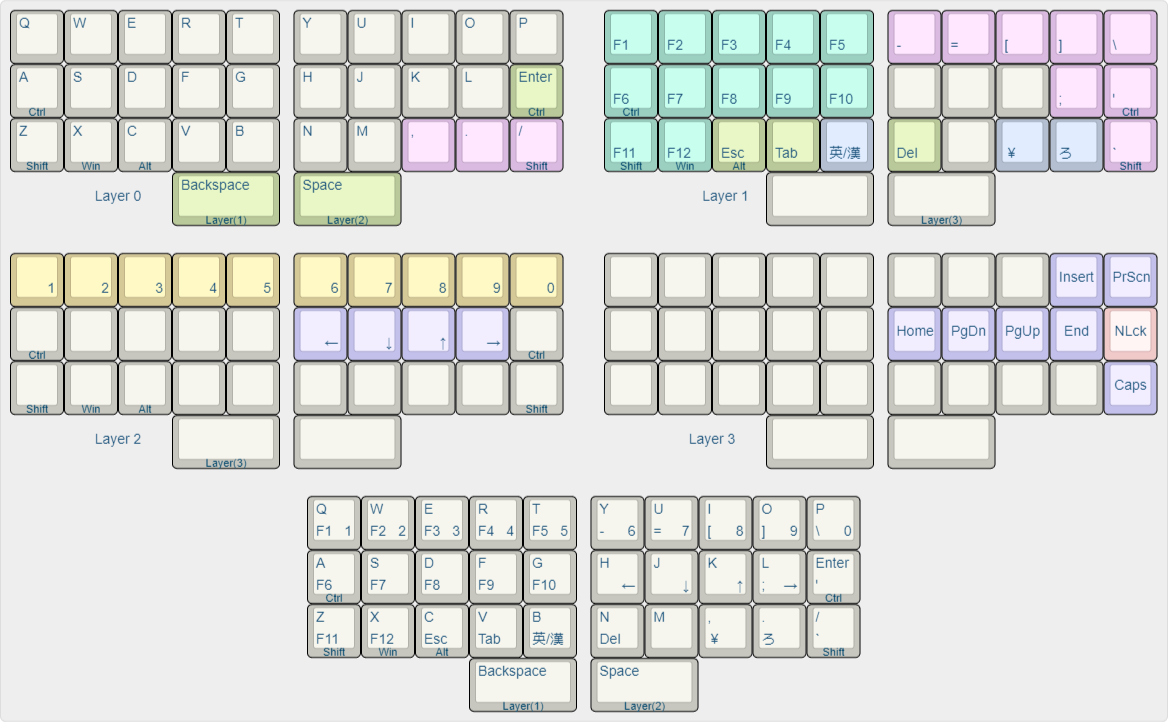 Q W E R T Y U I O P
A S D F G H J K L Enter
Ctrl Ctrl
Z X C V B N M , . /
Shift Win Alt Shift
Layer 0 Backspace Space
Layer(1) Layer(2)
F1 F2 F3 F4 F5 - = [ ] \
F6 F7 F8 F9 F10 ; '
Ctrl Ctrl
F11 F12 Esc Tab 英/漢 Del ¥ ろ `
Shift Win Alt Shift
Layer 1
Layer(3)
1 2 3 4 5 6 7 8 9 0
← ↓ ↑ →
Ctrl Ctrl
Shift Win Alt Shift
Layer 2
Layer(3)
Insert PrScn
Home PgDn PgUp End NLck
Caps
Layer 3
Q W E R T Y U I O P
F1 1 F2 2 F3 3 F4 4 F5 5 - 6 = 7 [ 8 ] 9 \ 0
A S D F G H J K L Enter
F6 F7 F8 F9 F10 ← ↓ ↑ ; → '
Ctrl Ctrl
Z X C V B N M , . /
F11 F12 Esc Tab 英/漢 Del ¥ ろ `
Shift Win Alt Shift
Backspace Space
Layer(1) Layer(2)